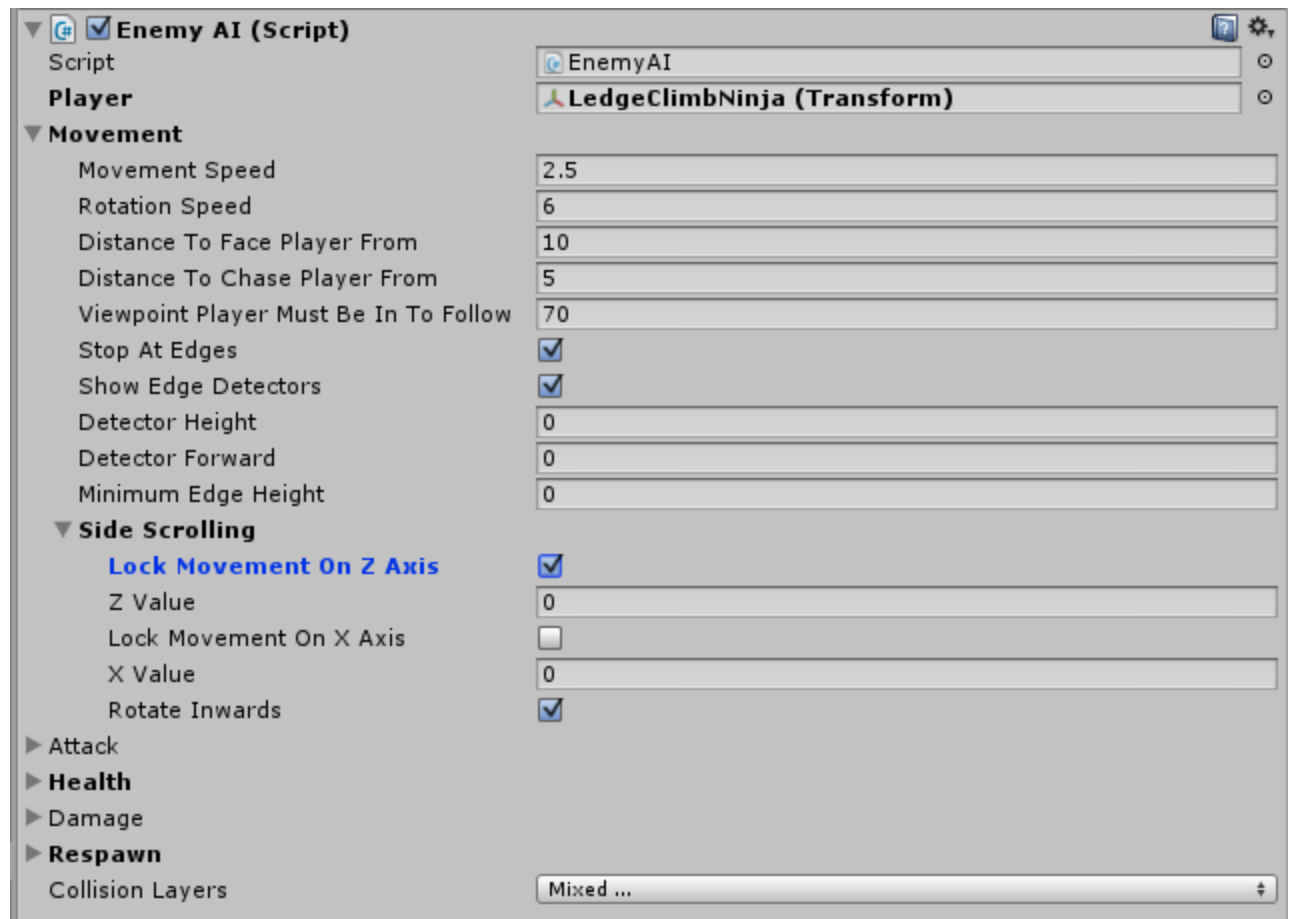 Enemy AI (Script)
Script EnemyAI
Player LedgeClimbNinja (Transform)
Movement
Movement Speed 2.5
Rotation Speed 6
Distance To Face Player From 10
Distance To Chase Player From 5
Viewpoint Player Must Be In To Follow 70
Stop At Edges
Show Edge Detectors
Detector Height 0
Detector Forward 0
Minimum Edge Height 0
Side Scrolling
Lock Movement On Z Axis
Z Value 0
Lock Movement On X Axis
X Value 0
Rotate Inwards
Attack
Health
Damage
Respawn
Collision Layers Mixed ...